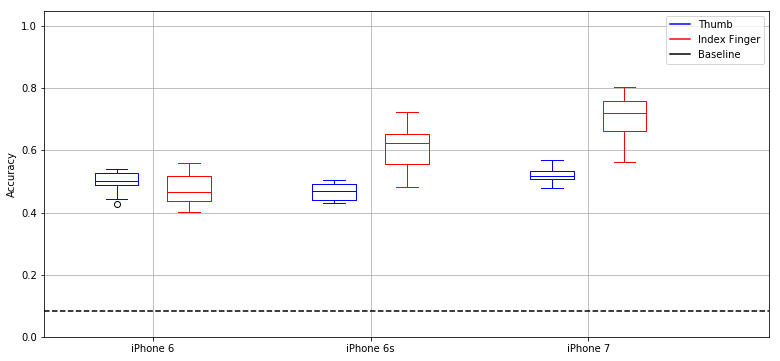 1.0
0.8
0.6
0.4
0.2
0.0
Accuracy
Thumb
Index Finger
Baseline
iPhone 6
iPhone 6s
iPhone 7